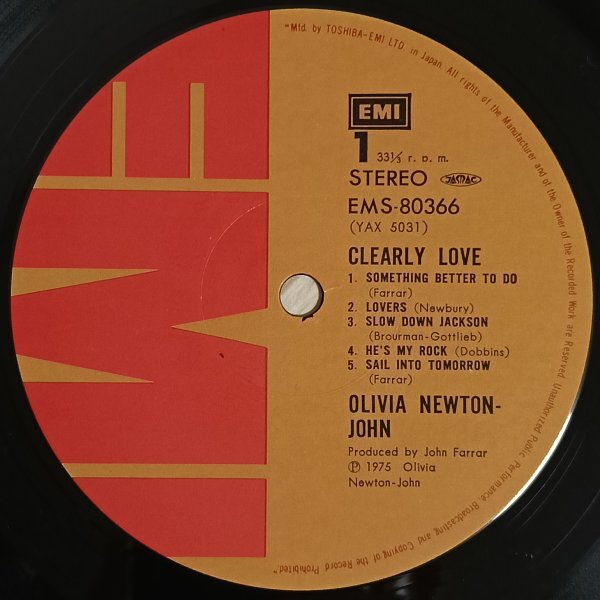 "Mfd. by TOSHIBA-EMI LTD. in Japan. All rights of the Manufacturer and of the Owner of the Recorded Work are Reserved. Unauthorized Public Performance, Broadcasting and Copying of the Record Prohibited"
EMI
EMI
1 33⅓ r. p. m.
STEREO JASRAC
EMS-80366
(YAX 5031)
CLEARLY LOVE
1. SOMETHING BETTER TO DO
(Farrar)
2. LOVERS (Newbury)
3. SLOW DOWN JACKSON
(Brourman-Gottlieb)
4. HE'S MY ROCK (Dobbins)
5. SAIL INTO TOMORROW
(Farrar)
OLIVIA NEWTON-
JOHN
Produced by John Farrar
Ⓟ 1975 Olivia
Newton-John